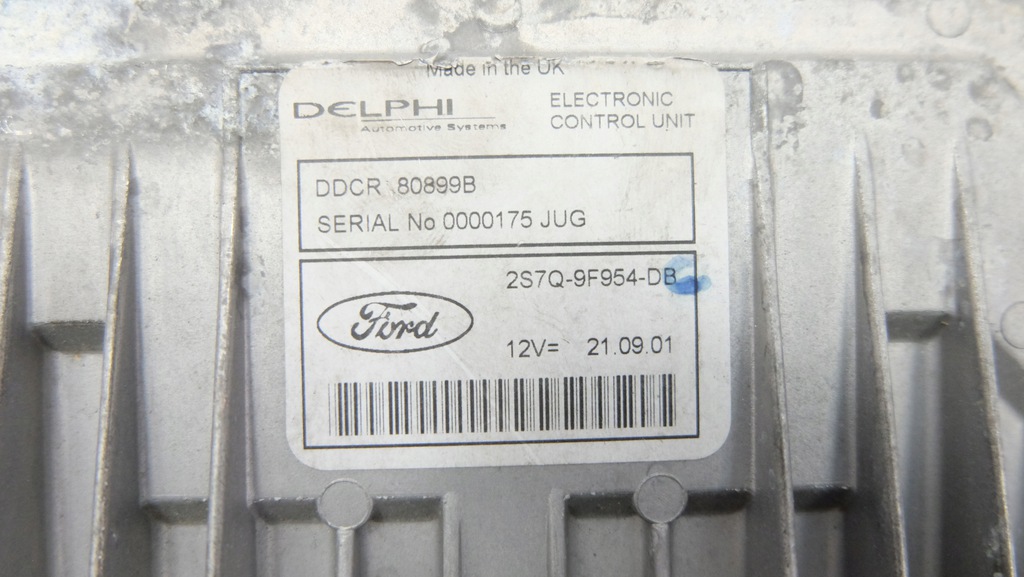 Made in the UK
DELPHI
Automotive Systems
ELECTRONIC
CONTROL UNIT
DDCR 80899B
SERIAL No 0000175 JUG
2S7Q-9F954-DB
Ford
12V= 21.09.01